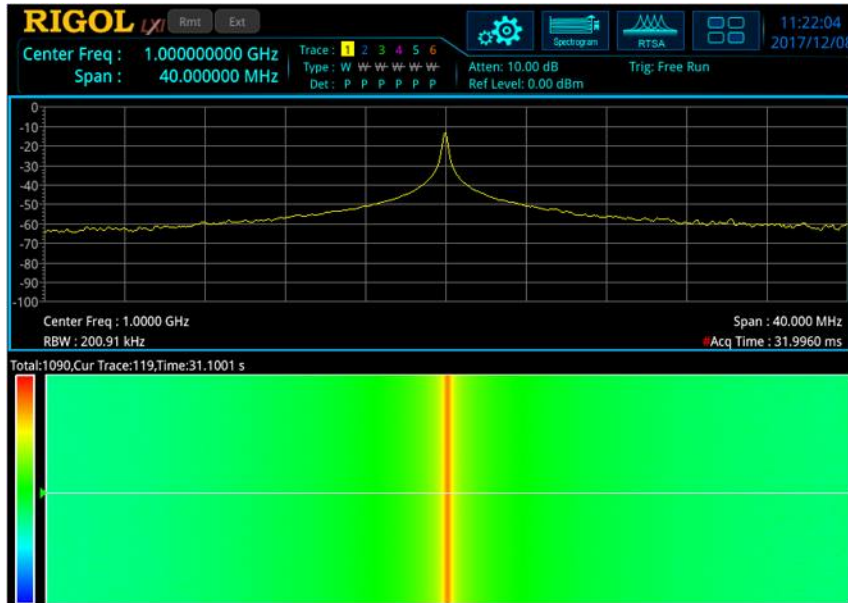 RIGOL LXI Rmt Ext
Spectrogram
RTSA
11:22:04
2017/12/08
Center Freq : 1.000000000 GHz
Span : 40.000000 MHz
Trace : 1 2 3 4 5 6
Type : W W W W W W
Det : P P P P P P
Atten: 10.00 dB
Ref Level: 0.00 dBm
Trig: Free Run
0
-10
-20
-30
-40
-50
-60
-70
-80
-90
-100
Center Freq : 1.0000 GHz
Span : 40.000 MHz
RBW : 200.91 kHz
#Acq Time : 31.9960 ms
Total:1090,Cur Trace:119,Time:31.1001 s